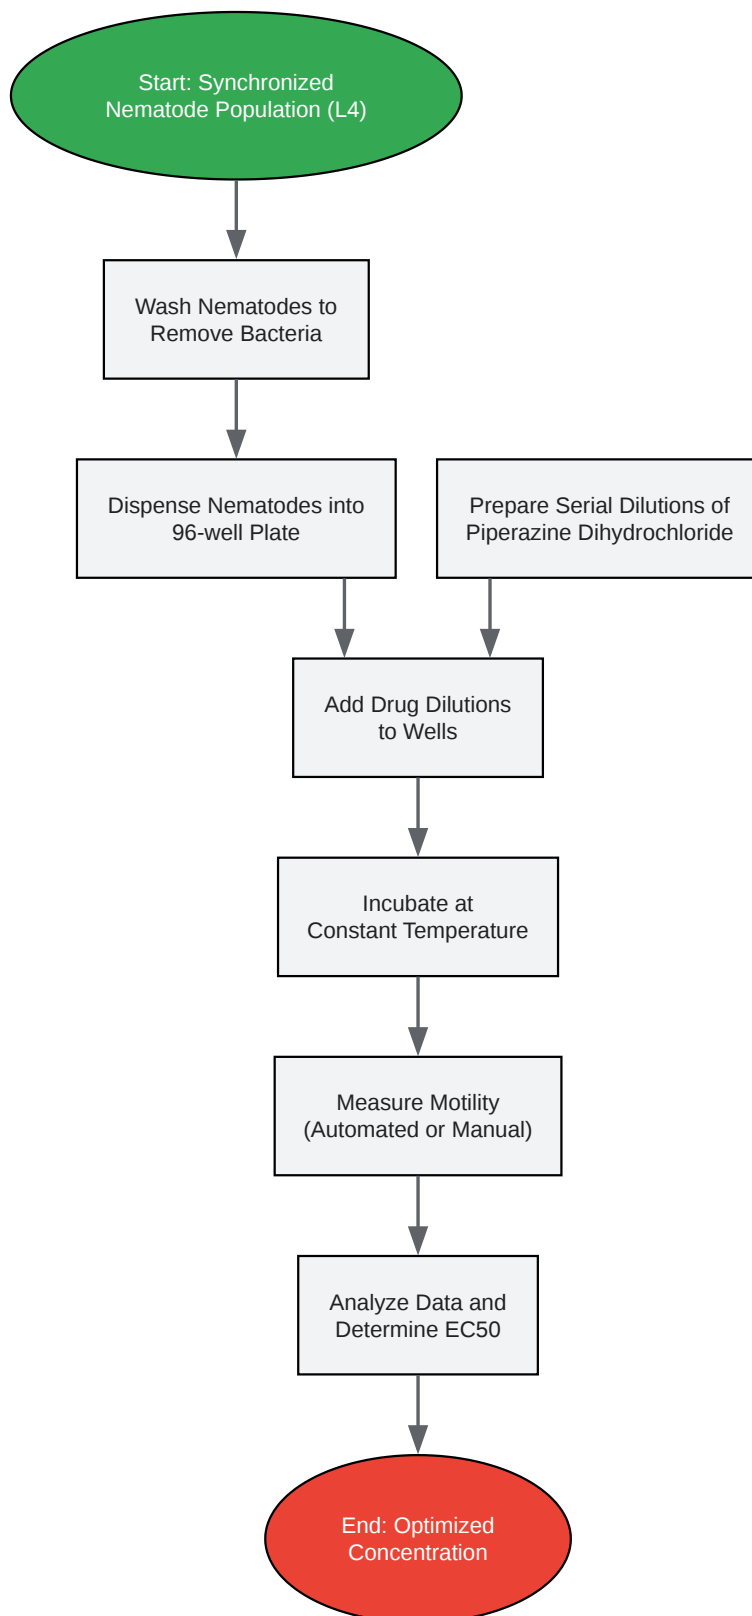 Start: Synchronized
Nematode Population (L4)
Wash Nematodes to
Remove Bacteria
Dispense Nematodes into
96-well Plate
Prepare Serial Dilutions of
Piperazine Dihydrochloride
Add Drug Dilutions
to Wells
Incubate at
Constant Temperature
Measure Motility
(Automated or Manual)
Analyze Data and
Determine EC50
End: Optimized
Concentration